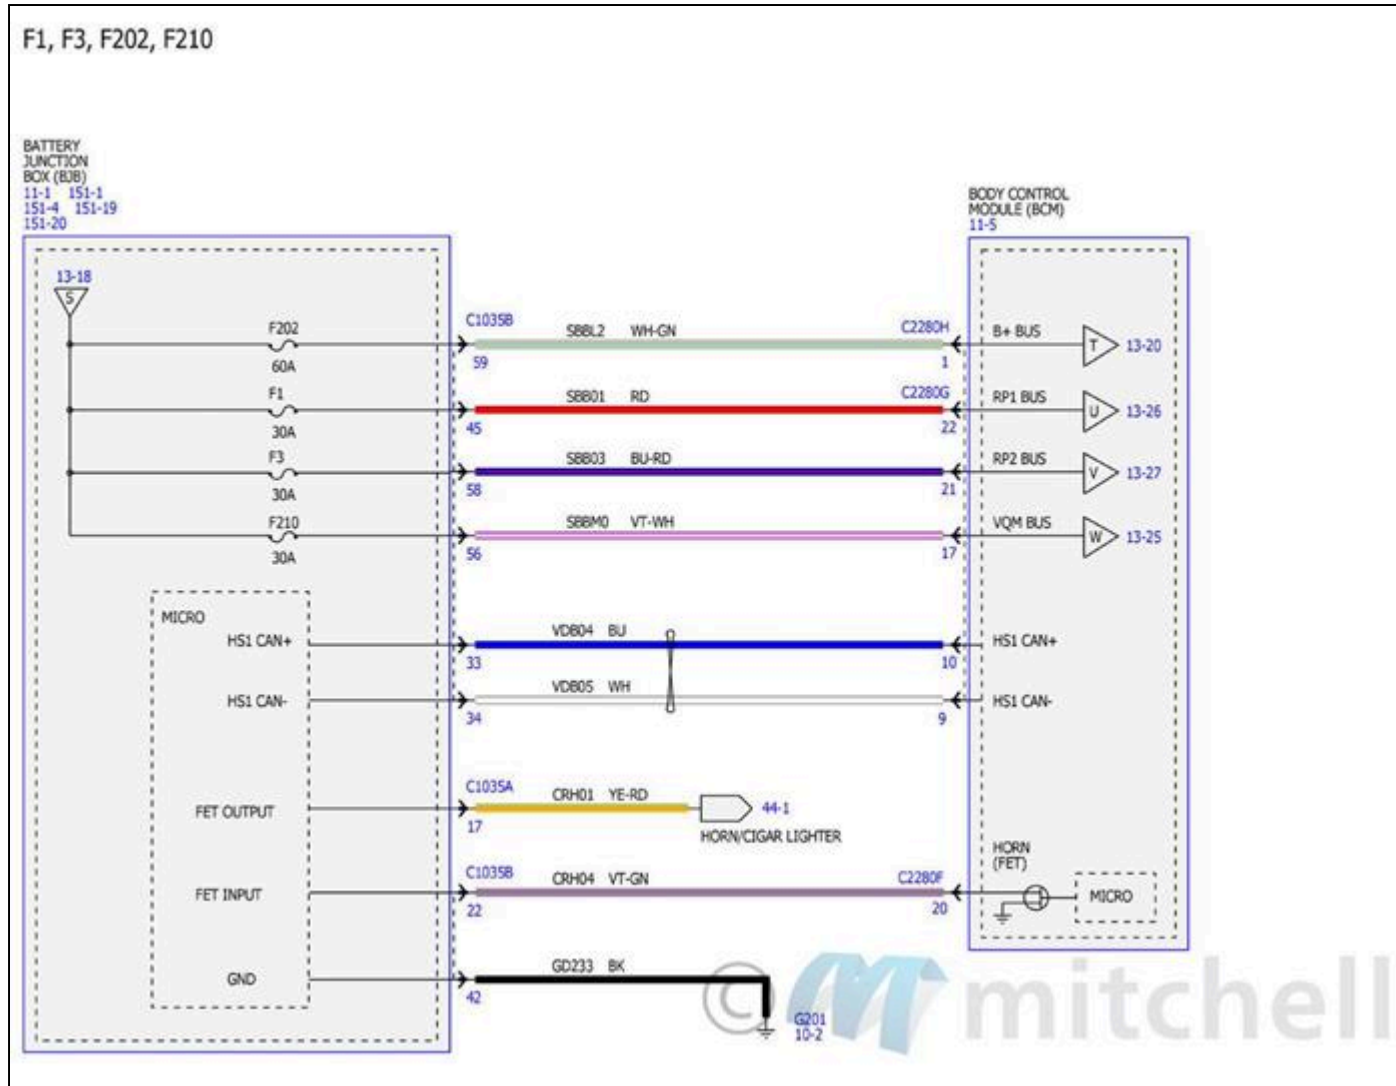 F1, F3, F202, F210
BATTERY
JUNCTION
BOX (BJB)
11-1 151-1
151-4 151-19
151-20
BODY CONTROL
MODULE (BCM)
11-5
13-18
S
F202
60A
C1035B
59
SBBL2 WH-GN
C2280H
1
B+ BUS
T
13-20
F1
30A
45
SBB01 RD
C2280G
22
RP1 BUS
U
13-26
F3
30A
58
SBB03 BU-RD
21
RP2 BUS
V
13-27
F210
30A
56
SBBM0 VT-WH
17
VQM BUS
W
13-25
MICRO
HS1 CAN+
33
VDB04 BU
10
HS1 CAN+
HS1 CAN-
34
VDB05 WH
9
HS1 CAN-
FET OUTPUT
C1035A
17
CRH01 YE-RD
44-1
HORN/CIGAR LIGHTER
FET INPUT
C1035B
22
CRH04 VT-GN
C2280F
20
HORN
(FET)
MICRO
GND
42
GD233 BK
G201
10-2
© mitchell